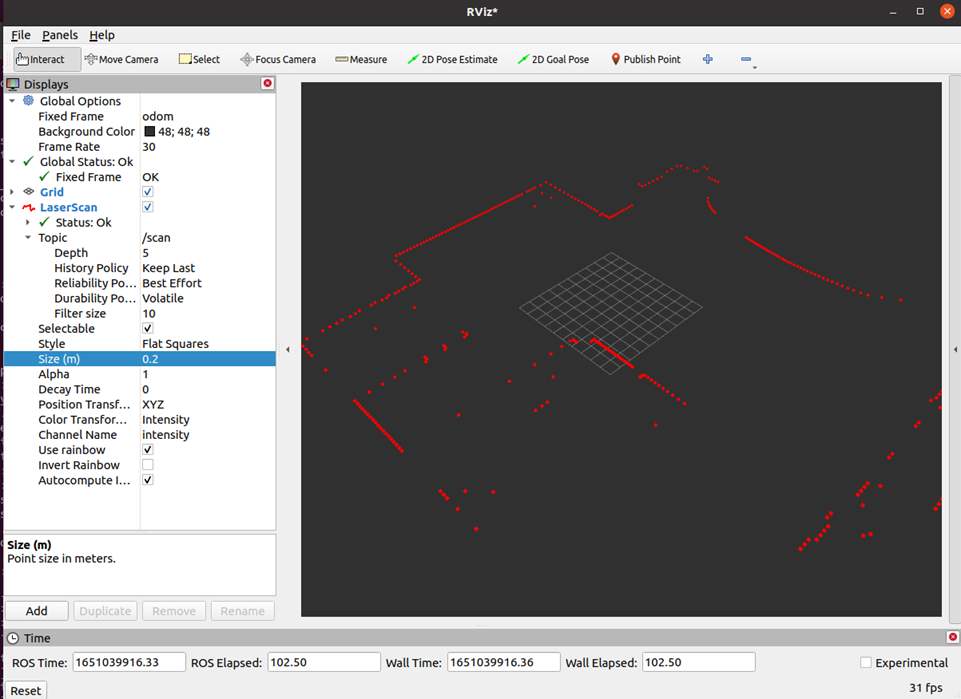 RViz*
File Panels Help
Interact Move Camera Select Focus Camera Measure 2D Pose Estimate 2D Goal Pose Publish Point
Displays
Global Options
Fixed Frame odom
Background Color 48; 48; 48
Frame Rate 30
Global Status: Ok
Fixed Frame OK
Grid
LaserScan
Status: Ok
Topic /scan
Depth 5
History Policy Keep Last
Reliability Po... Best Effort
Durability Po... Volatile
Filter size 10
Selectable
Style Flat Squares
Size (m) 0.2
Alpha 1
Decay Time 0
Position Transf... XYZ
Color Transfor... Intensity
Channel Name intensity
Use rainbow
Invert Rainbow
Autocompute I...
Size (m)
Point size in meters.
Add Duplicate Remove Rename
Time
ROS Time: 1651039916.33 ROS Elapsed: 102.50 Wall Time: 1651039916.36 Wall Elapsed: 102.50 Experimental
Reset 31 fps